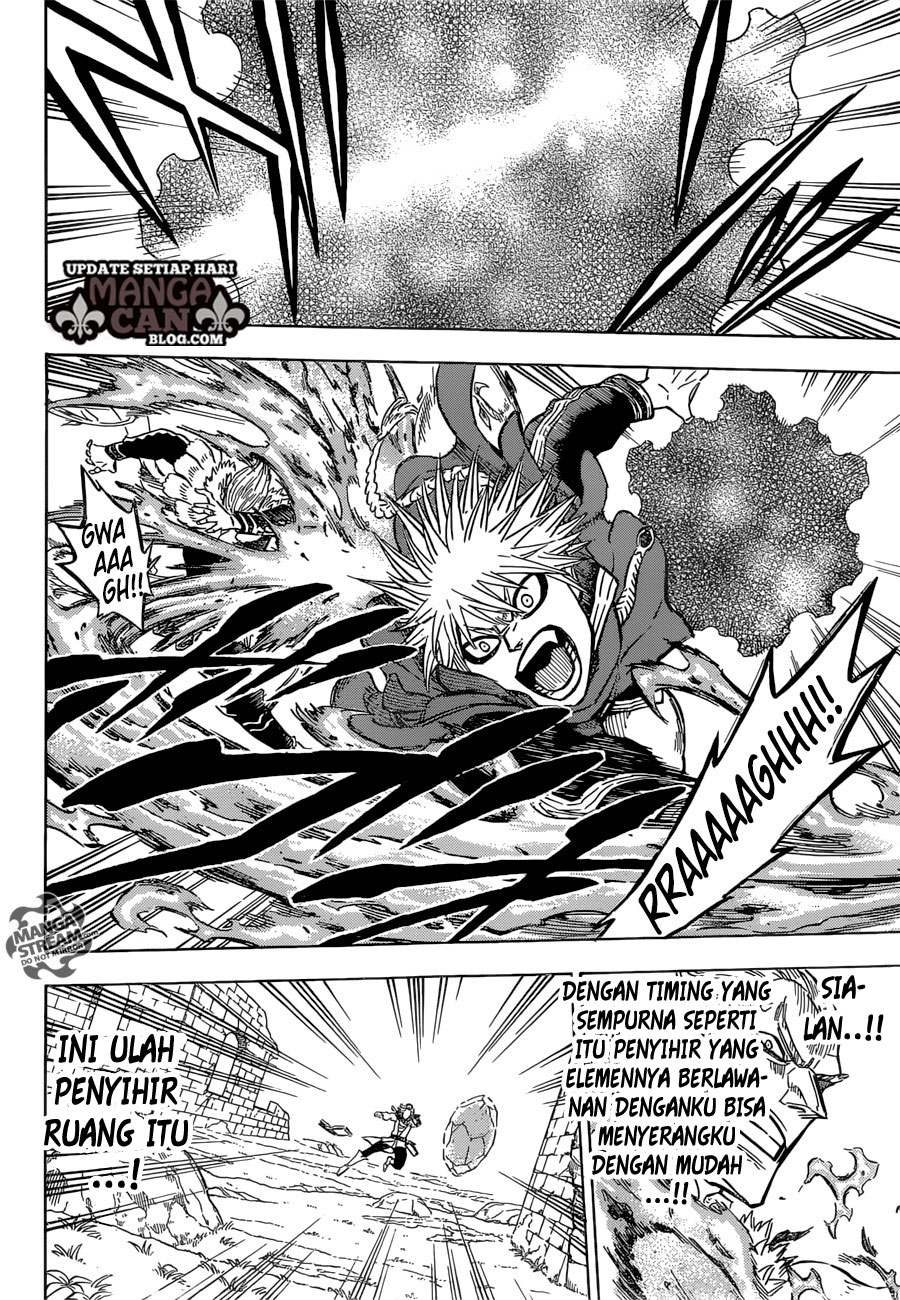 UPDATE SETIAP HARI
MANGA
CAN
BLOG.COM
GWA
AAA
GH!!
RRAAAAAGHHH!!
MANGA
STREAM
DO NOT MIRROR
SIA-
LAN...!!
DENGAN TIMING YANG
SEMPURNA SEPERTI
ITU PENYIHIR YANG
ELEMENNYA BERLAWA-
NAN DENGANKU BISA
MENYERANGKU
DENGAN MUDAH
...!!
INI ULAH
PENYIHIR
RUANG ITU
...!